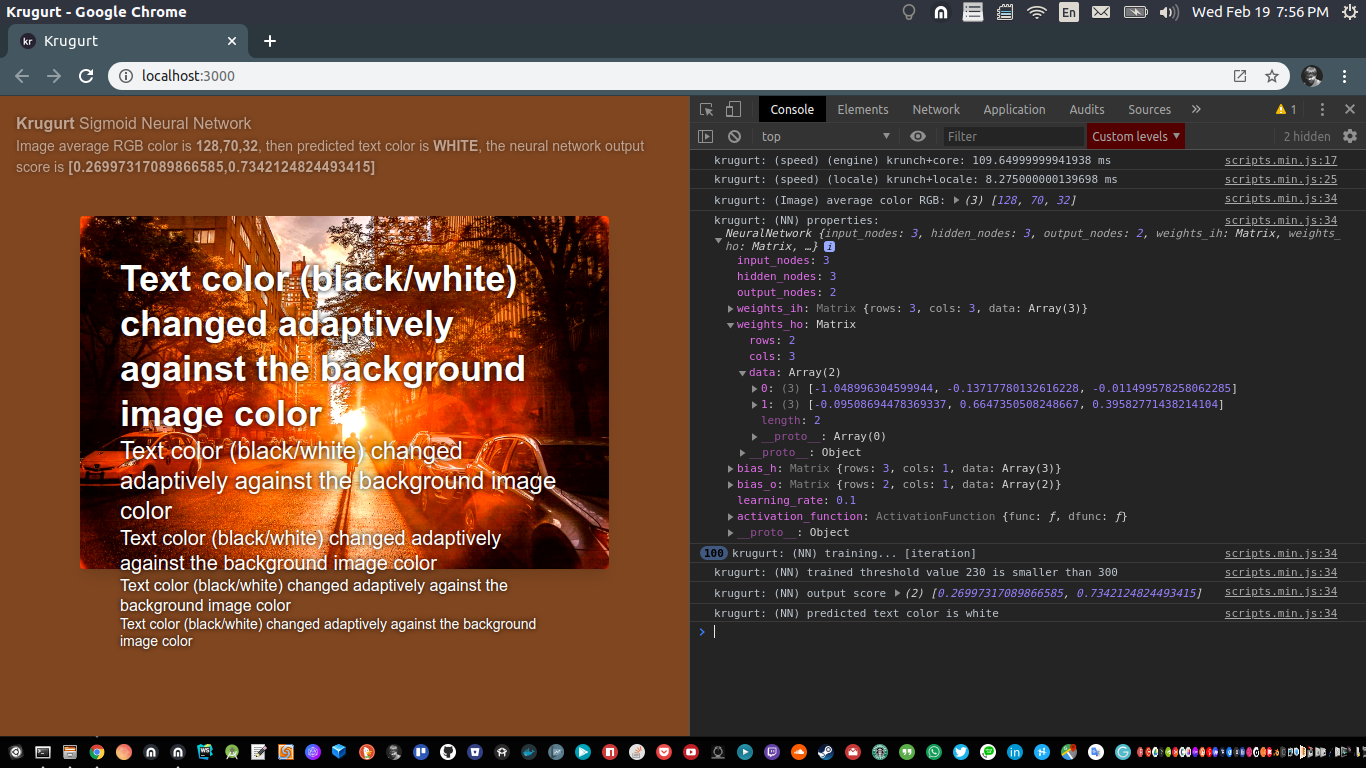 Krugurt - Google Chrome
En
Wed Feb 19 7:56 PM
kr Krugurt
localhost:3000
Krugurt Sigmoid Neural Network
Image average RGB color is 128,70,32, then predicted text color is WHITE, the neural network output
score is [0.26997317089866585,0.7342124824493415]
Text color (black/white)
changed adaptively
against the background
image color
Text color (black/white) changed
adaptively against the background image
color
Text color (black/white) changed adaptively
against the background image color
Text color (black/white) changed adaptively against the
background image color
Text color (black/white) changed adaptively against the background
image color
Console Elements Network Application Audits Sources » 1
top Filter Custom levels 2 hidden
krugurt: (speed) (engine) krunch+core: 109.64999999941938 ms scripts.min.js:17
krugurt: (speed) (locale) krunch+locale: 8.275000000139698 ms scripts.min.js:25
krugurt: (Image) average color RGB: (3) [128, 70, 32] scripts.min.js:34
krugurt: (NN) properties: scripts.min.js:34
NeuralNetwork {input_nodes: 3, hidden_nodes: 3, output_nodes: 2, weights_ih: Matrix, weights_
ho: Matrix, …} i
input_nodes: 3
hidden_nodes: 3
output_nodes: 2
weights_ih: Matrix {rows: 3, cols: 3, data: Array(3)}
weights_ho: Matrix
rows: 2
cols: 3
data: Array(2)
0: (3) [-1.048996304599944, -0.13717780132616228, -0.011499578258062285]
1: (3) [-0.09508694478369337, 0.6647350508248667, 0.39582771438214104]
length: 2
__proto__: Array(0)
__proto__: Object
bias_h: Matrix {rows: 3, cols: 1, data: Array(3)}
bias_o: Matrix {rows: 2, cols: 1, data: Array(2)}
learning_rate: 0.1
activation_function: ActivationFunction {func: ƒ, dfunc: ƒ}
__proto__: Object
100 krugurt: (NN) training... [iteration] scripts.min.js:34
krugurt: (NN) trained threshold value 230 is smaller than 300 scripts.min.js:34
krugurt: (NN) output score (2) [0.26997317089866585, 0.7342124824493415] scripts.min.js:34
krugurt: (NN) predicted text color is white scripts.min.js:34